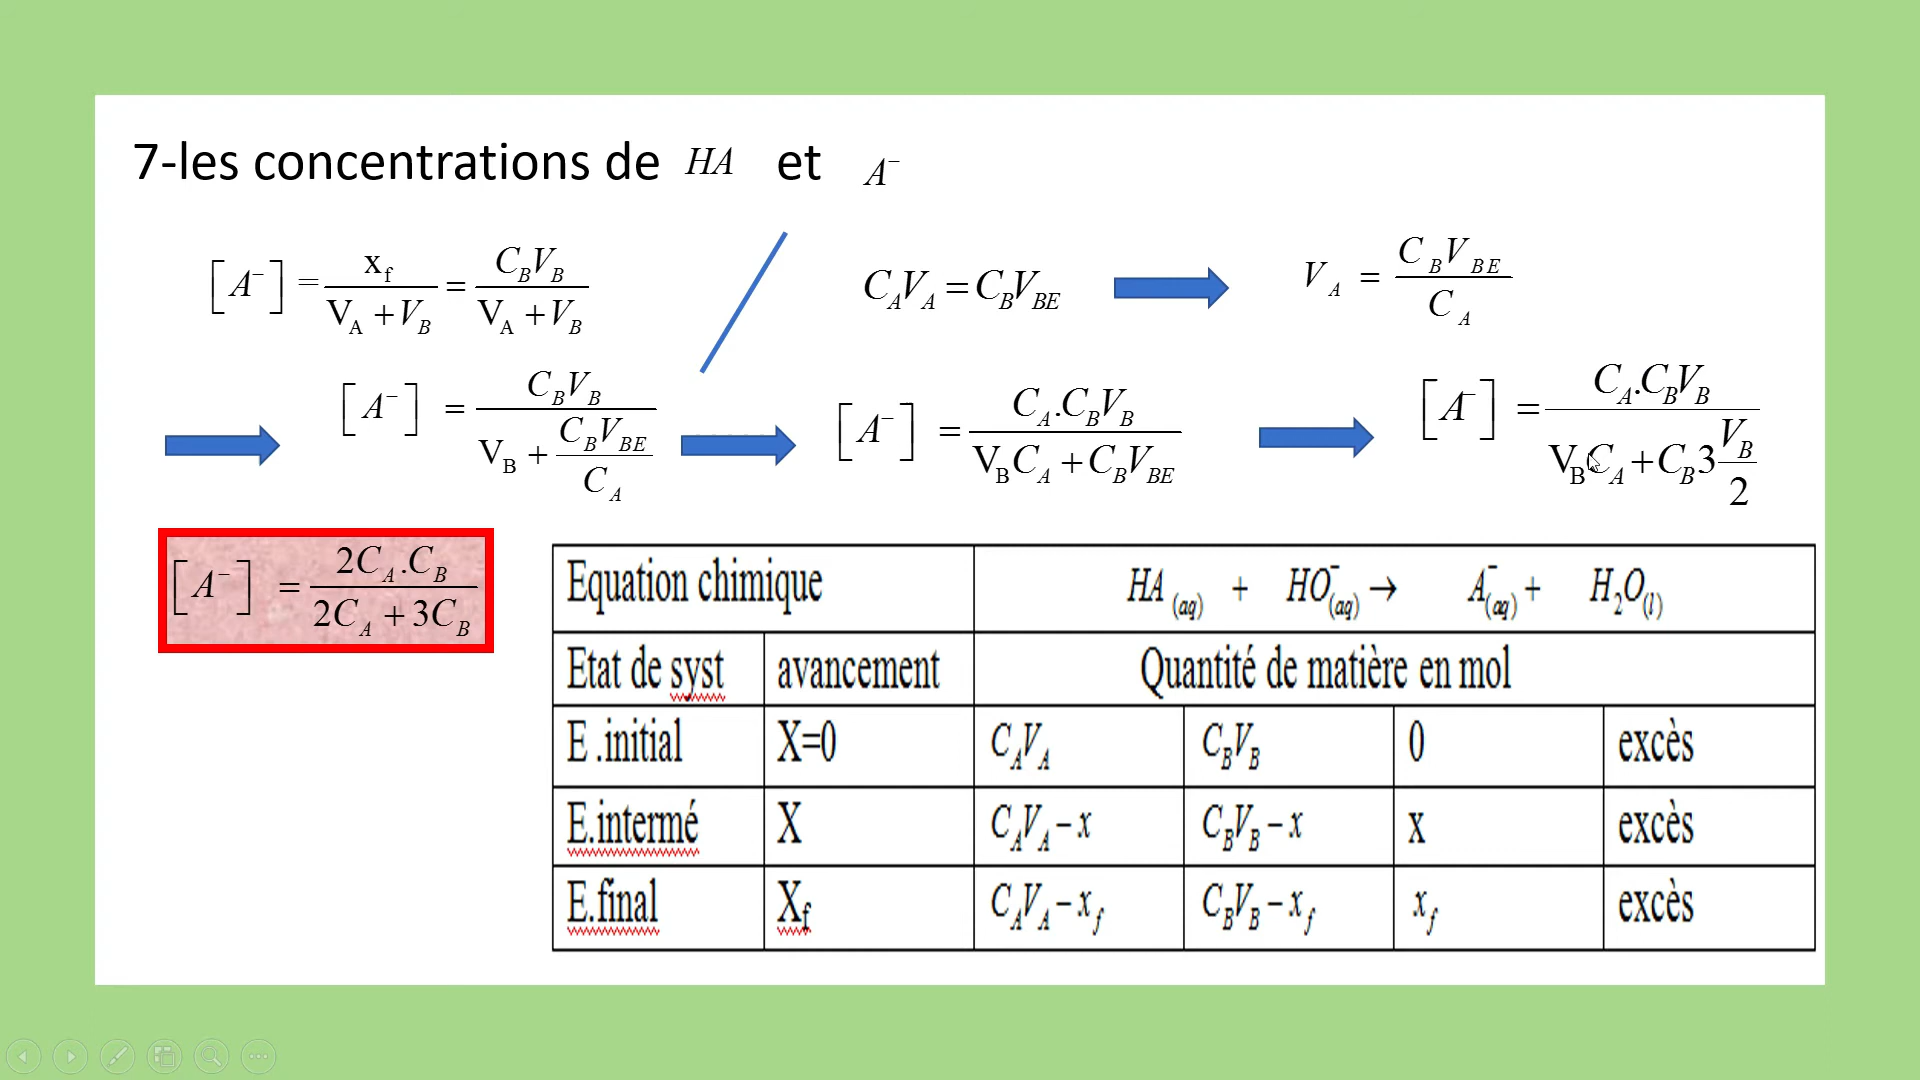 7-les concentrations de HA et A⁻
[A⁻] = x_f / (V_A + V_B) = C_B V_B / (V_A + V_B)
C_A V_A = C_B V_BE
V_A = C_B V_BE / C_A
[A⁻] = C_B V_B / (V_B + C_B V_BE / C_A)
[A⁻] = C_A.C_B V_B / (V_B C_A + C_B V_BE)
[A⁻] = C_A.C_B V_B / (V_B C_A + C_B 3 V_B / 2)
[A⁻] = 2C_A.C_B / (2C_A + 3C_B)
Equation chimique HA (aq) + HO⁻(aq) → A⁻(aq) + H₂O(l)
Etat de syst avancement Quantité de matière en mol
E .initial X=0 C_A V_A C_B V_B 0 excès
E.intermé X C_A V_A – x C_B V_B – x x excès
E.final X_f C_A V_A – x_f C_B V_B – x_f x_f excès